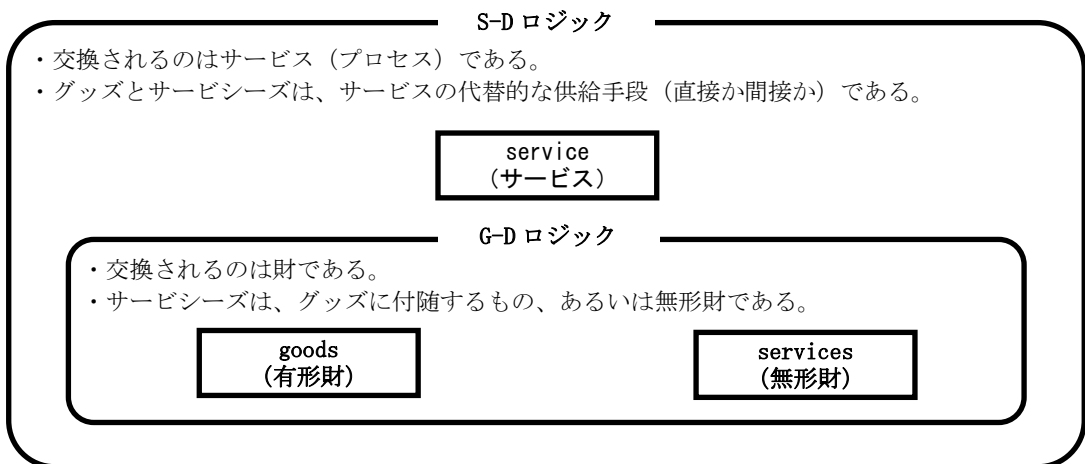 S-D ロジック
・交換されるのはサービス（プロセス）である。
・グッズとサービシーズは、サービスの代替的な供給手段（直接か間接か）である。
service
（サービス）
G-D ロジック
・交換されるのは財である。
・サービシーズは、グッズに付随するもの、あるいは無形財である。
goods
(有形財)
services
(無形財)